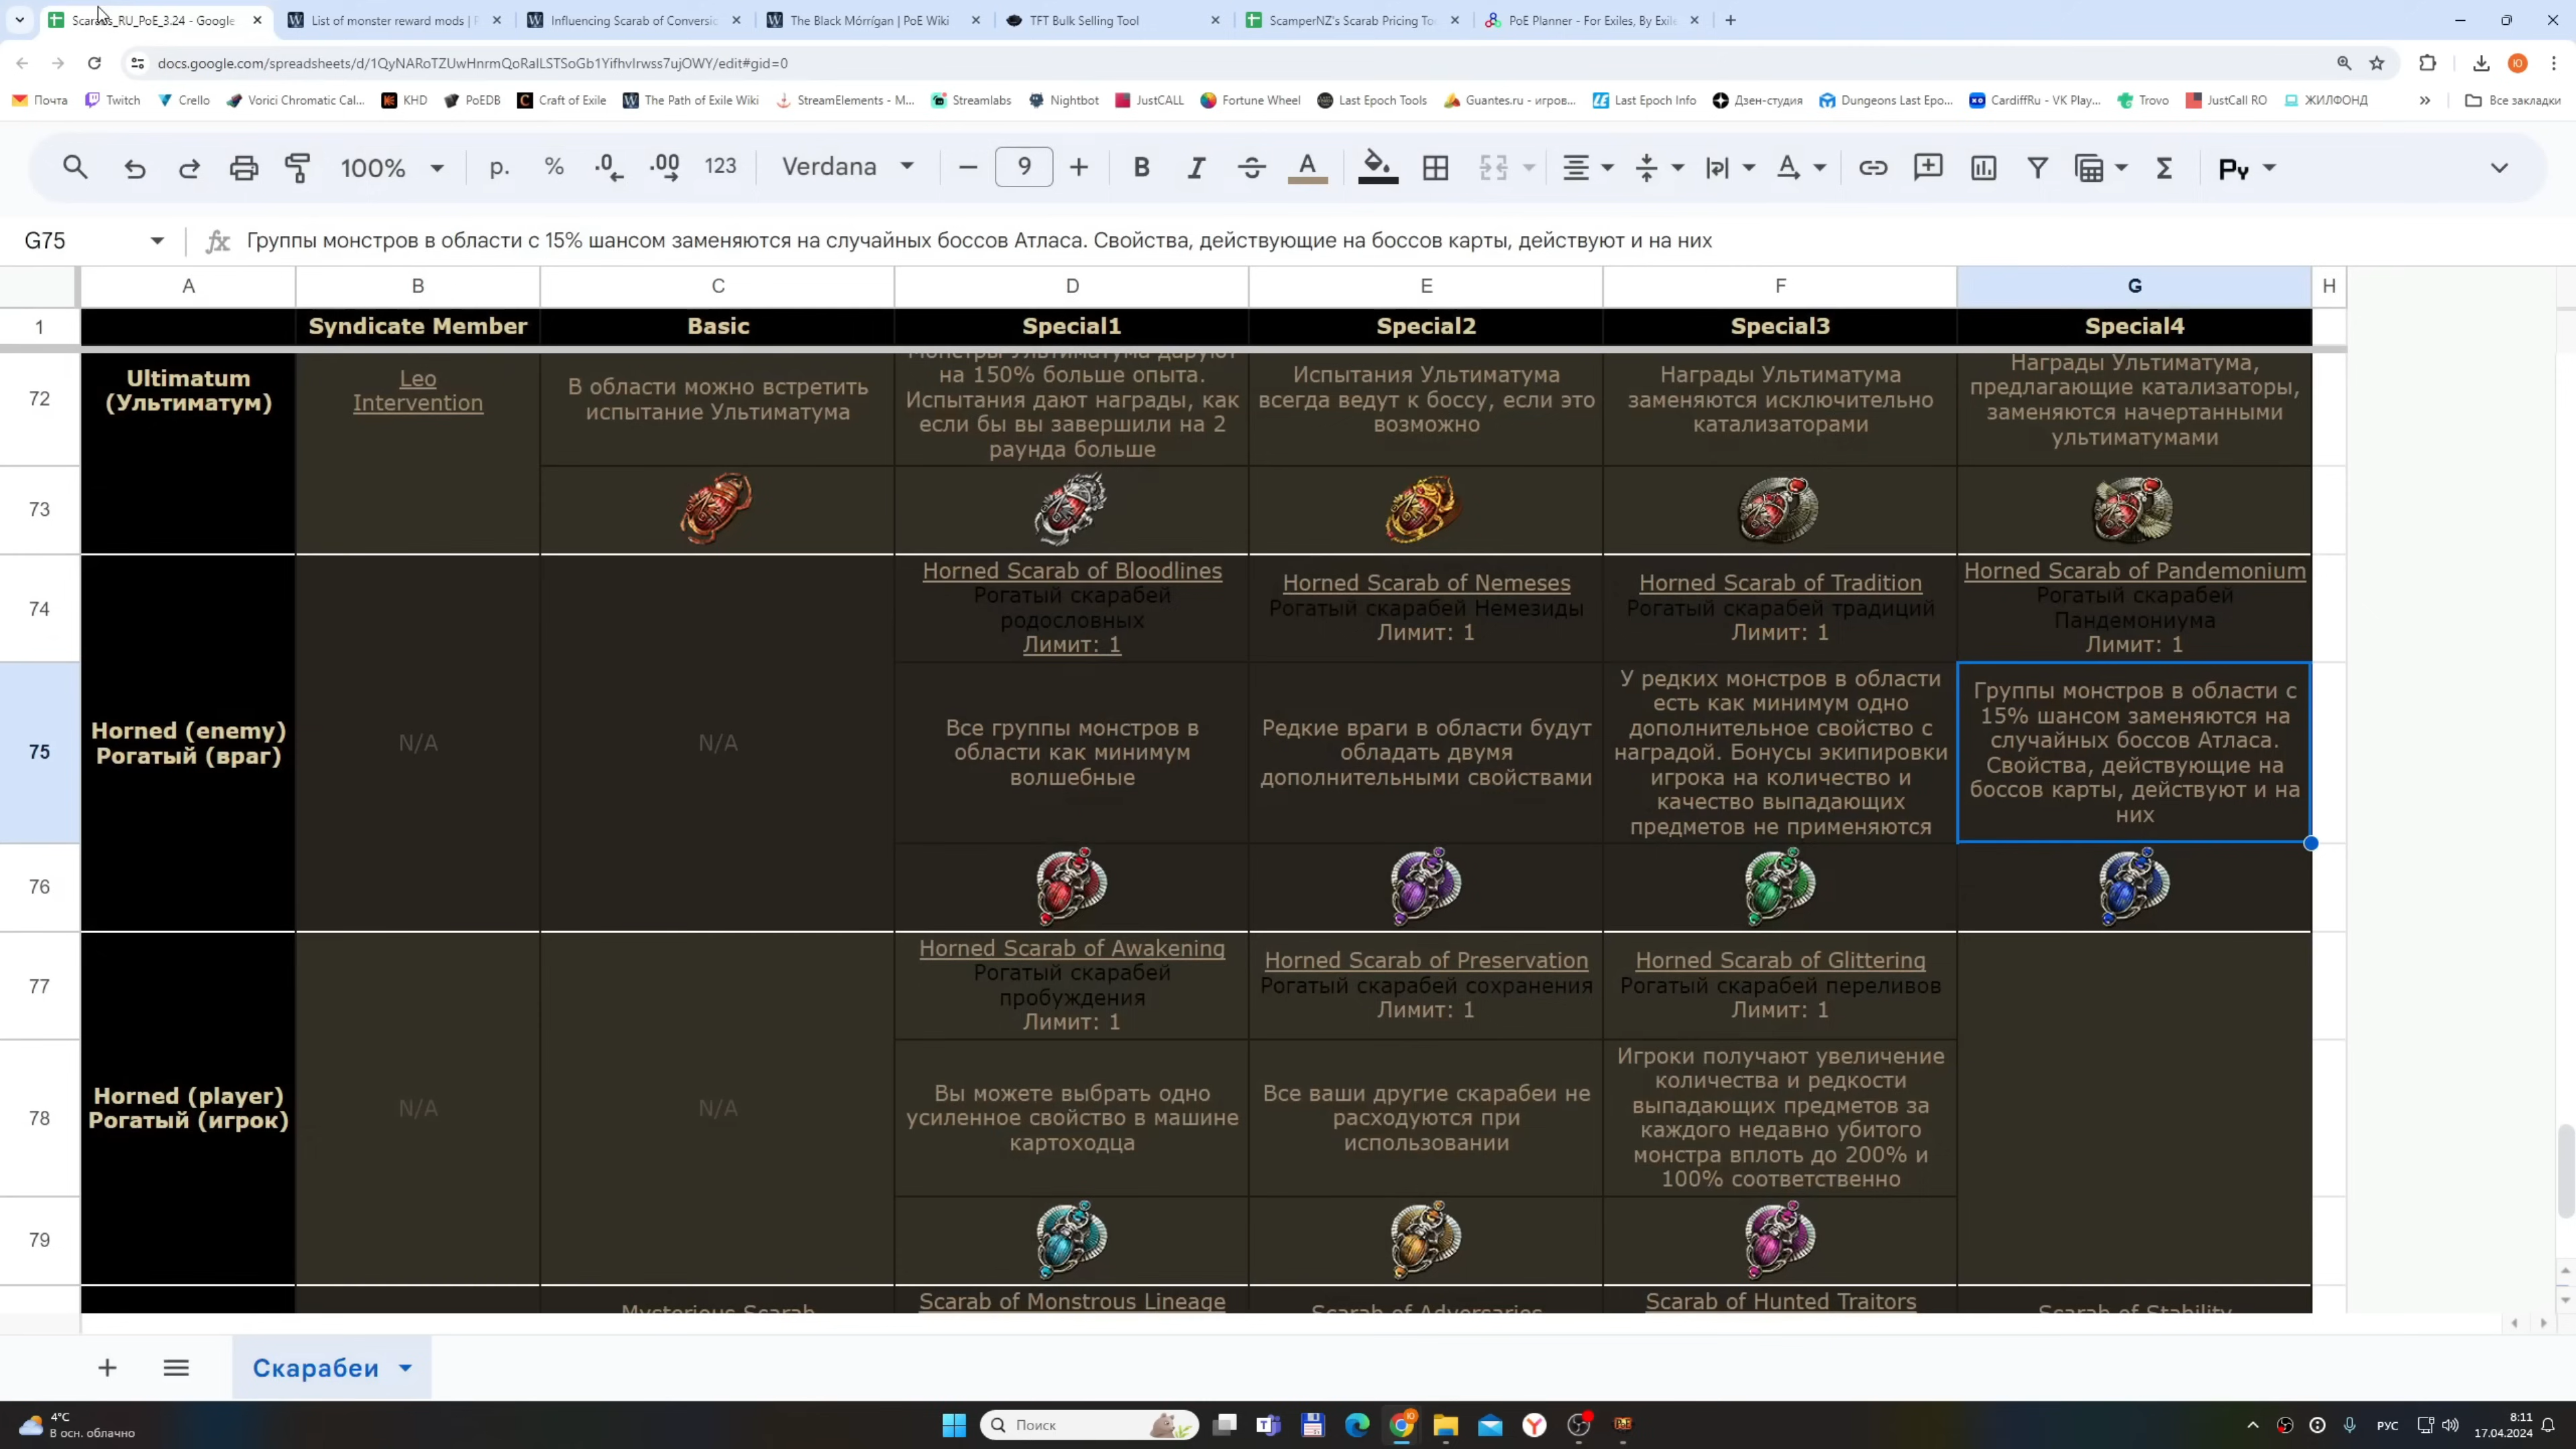 Scarabs_RU_PoE_3.24 - Google
List of monster reward mods | P
Influencing Scarab of Conversio
The Black Mórrígan | PoE Wiki
TFT Bulk Selling Tool
ScamperNZ's Scarab Pricing To
PoE Planner - For Exiles, By Exile
docs.google.com/spreadsheets/d/1QyNARoTZUwHnrmQoRaILSTSoGb1YifhvIrwss7ujOWY/edit#gid=0
Почта
Twitch
Crello
Vorici Chromatic Cal...
KHD
PoEDB
Craft of Exile
The Path of Exile Wiki
StreamElements - M...
Streamlabs
Nightbot
JustCALL
Fortune Wheel
Last Epoch Tools
Guantes.ru - игров...
Last Epoch Info
Дзен-студия
Dungeons Last Epo...
CardiffRu - VK Play...
Trovo
JustCall RO
ЖИЛФОНД
Все закладки
100%
р.
%
.0
.00
123
Verdana
9
G75
Группы монстров в области с 15% шансом заменяются на случайных боссов Атласа. Свойства, действующие на боссов карты, действуют и на них
A B C D E F G H
1
Syndicate Member
Basic
Special1
Special2
Special3
Special4
72
Ultimatum
(Ультиматум)
Leo
Intervention
В области можно встретить
испытание Ультиматума
Монстры Ультиматума даруют
на 150% больше опыта.
Испытания дают награды, как
если бы вы завершили на 2
раунда больше
Испытания Ультиматума
всегда ведут к боссу, если это
возможно
Награды Ультиматума
заменяются исключительно
катализаторами
Награды Ультиматума,
предлагающие катализаторы,
заменяются начертанными
ультиматумами
73
74
Horned Scarab of Bloodlines
Рогатый скарабей
родословных
Лимит: 1
Horned Scarab of Nemeses
Рогатый скарабей Немезиды
Лимит: 1
Horned Scarab of Tradition
Рогатый скарабей традиций
Лимит: 1
Horned Scarab of Pandemonium
Рогатый скарабей
Пандемониума
Лимит: 1
75
Horned (enemy)
Рогатый (враг)
N/A
N/A
Все группы монстров в
области как минимум
волшебные
Редкие враги в области будут
обладать двумя
дополнительными свойствами
У редких монстров в области
есть как минимум одно
дополнительное свойство с
наградой. Бонусы экипировки
игрока на количество и
качество выпадающих
предметов не применяются
Группы монстров в области с
15% шансом заменяются на
случайных боссов Атласа.
Свойства, действующие на
боссов карты, действуют и на
них
76
77
Horned Scarab of Awakening
Рогатый скарабей
пробуждения
Лимит: 1
Horned Scarab of Preservation
Рогатый скарабей сохранения
Лимит: 1
Horned Scarab of Glittering
Рогатый скарабей переливов
Лимит: 1
78
Horned (player)
Рогатый (игрок)
N/A
N/A
Вы можете выбрать одно
усиленное свойство в машине
картоходца
Все ваши другие скарабеи не
расходуются при
использовании
Игроки получают увеличение
количества и редкости
выпадающих предметов за
каждого недавно убитого
монстра вплоть до 200% и
100% соответственно
79
Mysterious Scarab
Scarab of Monstrous Lineage
Scarab of Adversaries
Scarab of Hunted Traitors
Scarab of Stability
Скарабеи
4°C
В осн. облачно
Поиск
РУС
8:11
17.04.2024